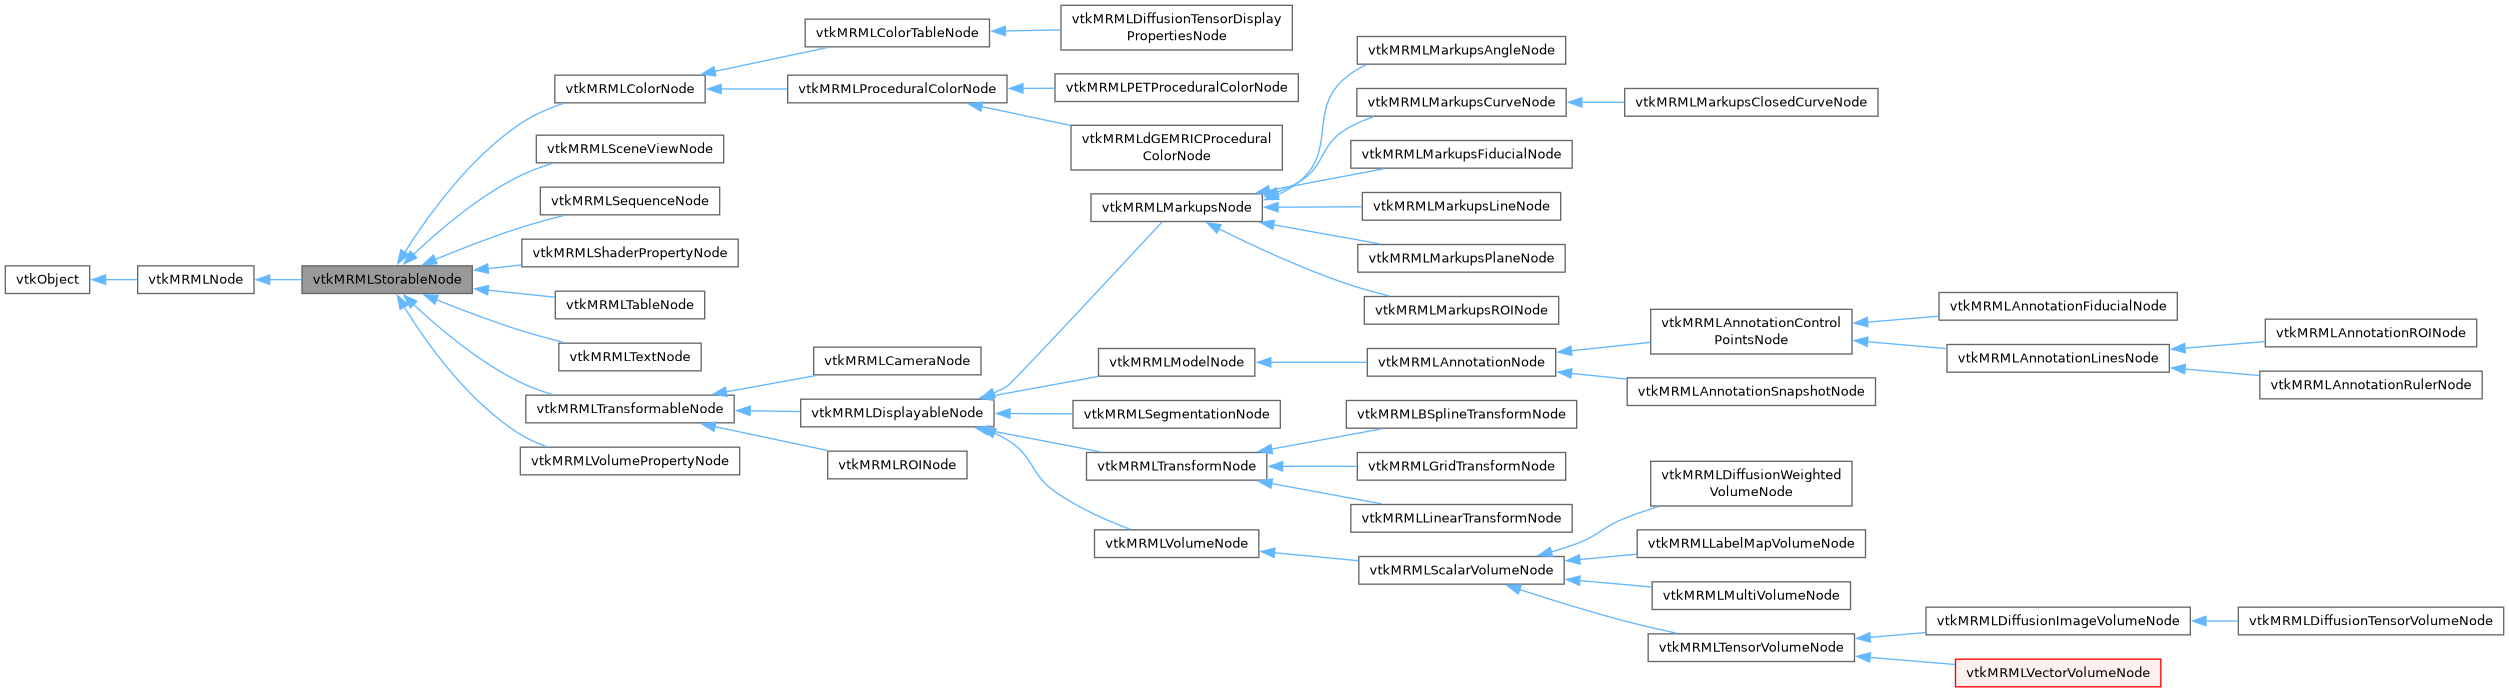 vtkObject
vtkMRMLNode
vtkMRMLStorableNode
vtkMRMLColorNode
vtkMRMLColorTableNode
vtkMRMLDiffusionTensorDisplay
PropertiesNode
vtkMRMLProceduralColorNode
vtkMRMLPETProceduralColorNode
vtkMRMLdGEMRICProcedural
ColorNode
vtkMRMLSceneViewNode
vtkMRMLSequenceNode
vtkMRMLShaderPropertyNode
vtkMRMLTableNode
vtkMRMLTextNode
vtkMRMLTransformableNode
vtkMRMLCameraNode
vtkMRMLDisplayableNode
vtkMRMLMarkupsNode
vtkMRMLMarkupsAngleNode
vtkMRMLMarkupsCurveNode
vtkMRMLMarkupsClosedCurveNode
vtkMRMLMarkupsFiducialNode
vtkMRMLMarkupsLineNode
vtkMRMLMarkupsPlaneNode
vtkMRMLMarkupsROINode
vtkMRMLModelNode
vtkMRMLAnnotationNode
vtkMRMLAnnotationControl
PointsNode
vtkMRMLAnnotationFiducialNode
vtkMRMLAnnotationLinesNode
vtkMRMLAnnotationROINode
vtkMRMLAnnotationRulerNode
vtkMRMLAnnotationSnapshotNode
vtkMRMLSegmentationNode
vtkMRMLTransformNode
vtkMRMLBSplineTransformNode
vtkMRMLGridTransformNode
vtkMRMLLinearTransformNode
vtkMRMLVolumeNode
vtkMRMLScalarVolumeNode
vtkMRMLDiffusionWeighted
VolumeNode
vtkMRMLLabelMapVolumeNode
vtkMRMLMultiVolumeNode
vtkMRMLTensorVolumeNode
vtkMRMLDiffusionImageVolumeNode
vtkMRMLDiffusionTensorVolumeNode
vtkMRMLVectorVolumeNode
vtkMRMLROINode
vtkMRMLVolumePropertyNode